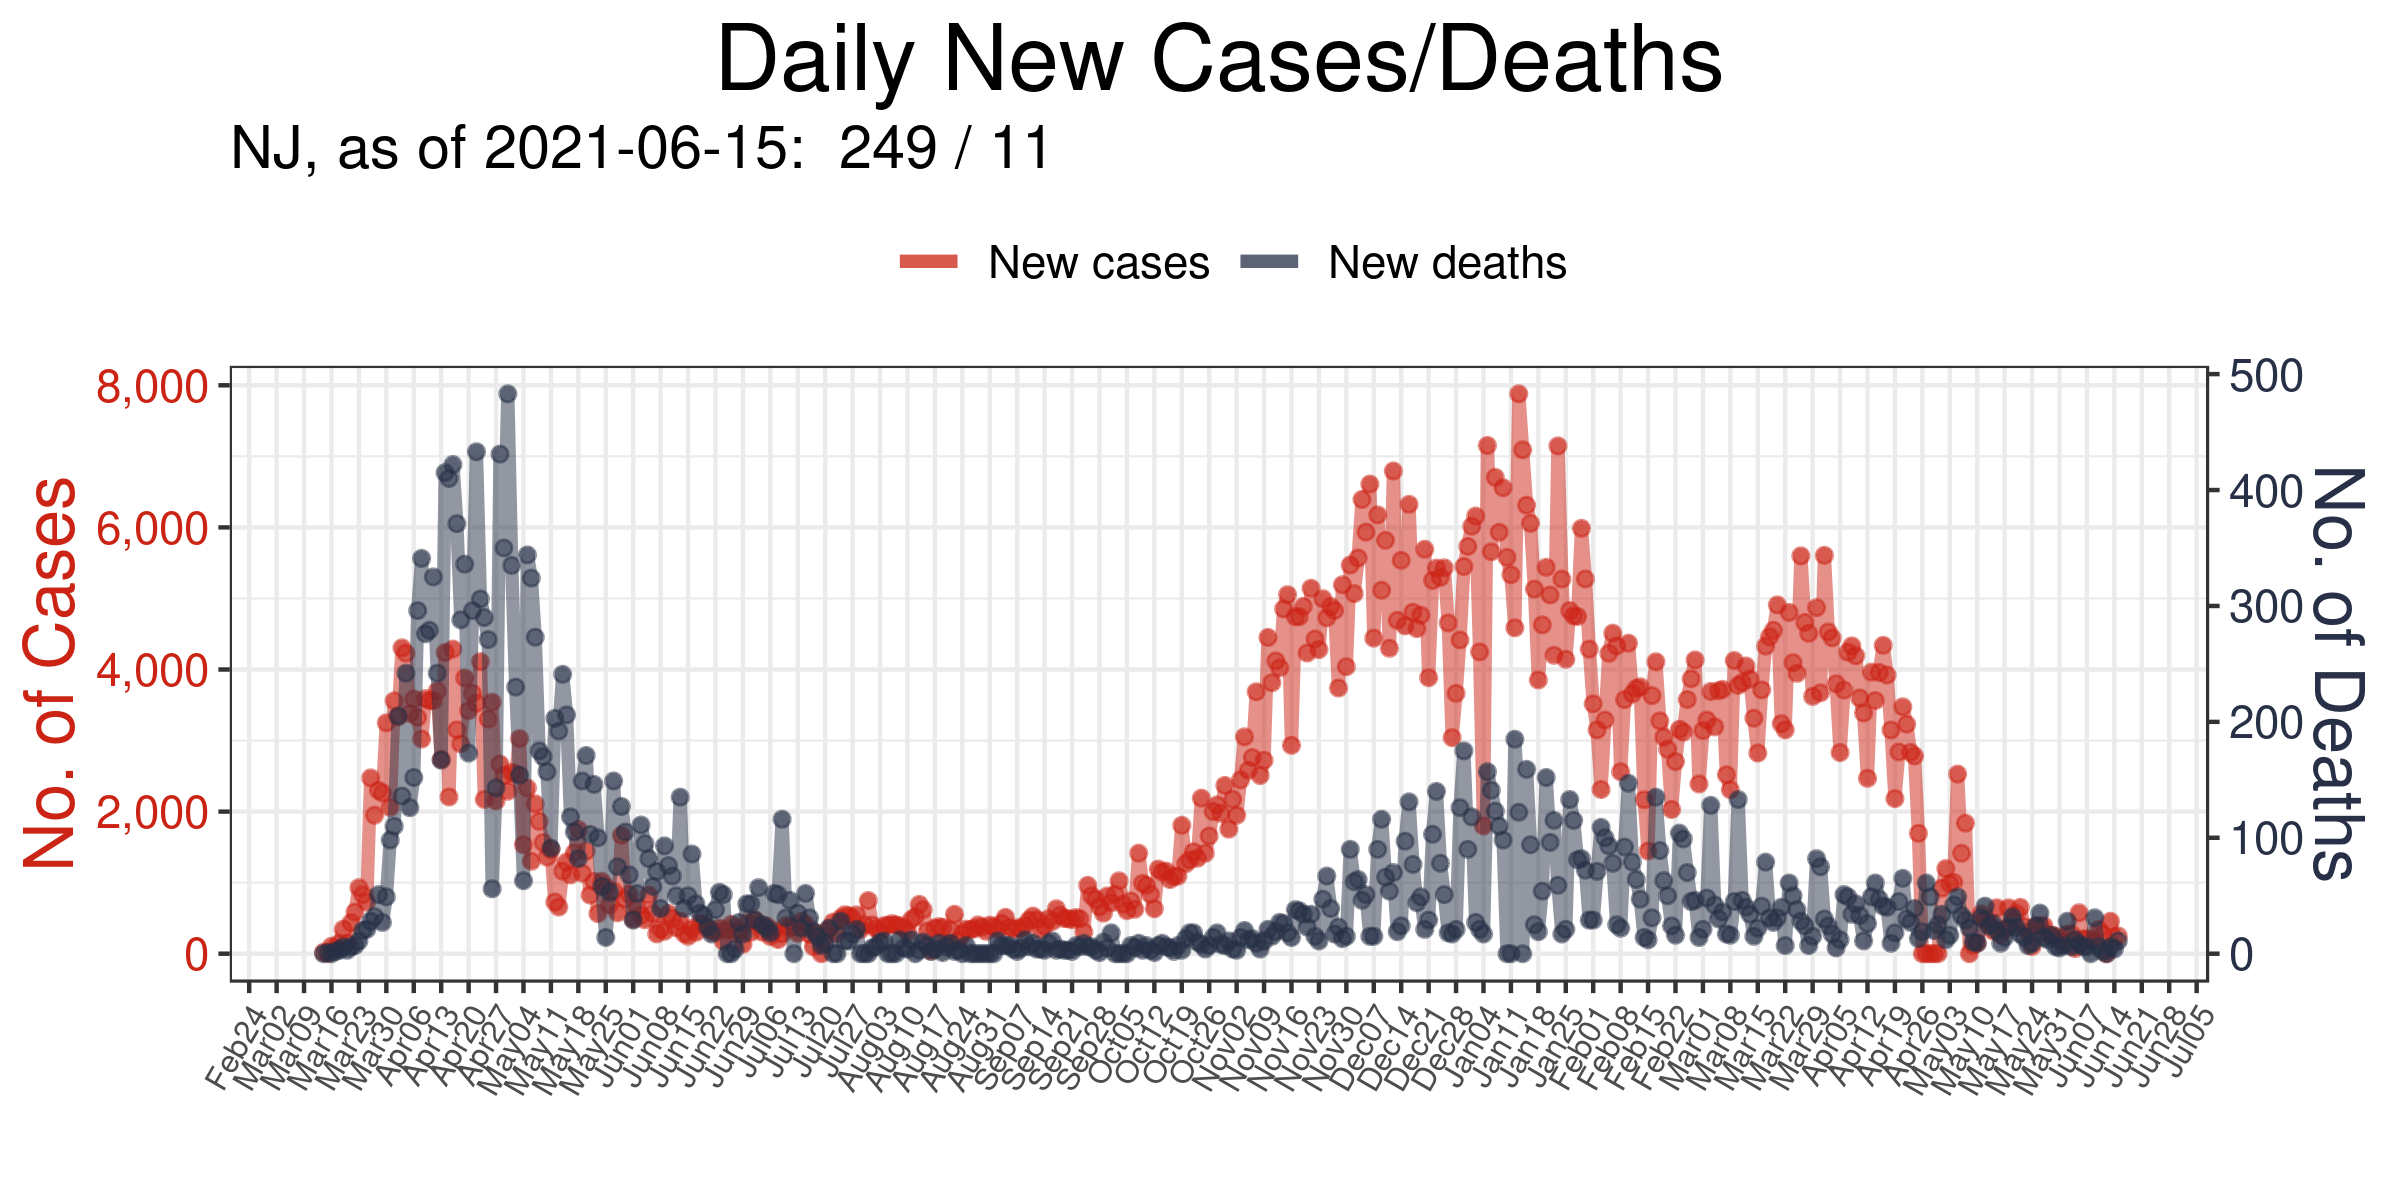 Daily New Cases/Deaths
NJ, as of 2021-06-15:  249 / 11
New cases
New deaths
No. of Cases
8,000
6,000
4,000
2,000
0
500
400
300
200
100
0
No. of Deaths
Feb24
Mar02
Mar09
Mar16
Mar23
Mar30
Apr06
Apr13
Apr20
Apr27
May04
May11
May18
May25
Jun01
Jun08
Jun15
Jun22
Jun29
Jul06
Jul13
Jul20
Jul27
Aug03
Aug10
Aug17
Aug24
Aug31
Sep07
Sep14
Sep21
Sep28
Oct05
Oct12
Oct19
Oct26
Nov02
Nov09
Nov16
Nov23
Nov30
Dec07
Dec14
Dec21
Dec28
Jan04
Jan11
Jan18
Jan25
Feb01
Feb08
Feb15
Feb22
Mar01
Mar08
Mar15
Mar22
Mar29
Apr05
Apr12
Apr19
Apr26
May03
May10
May17
May24
May31
Jun07
Jun14
Jun21
Jun28
Jul05